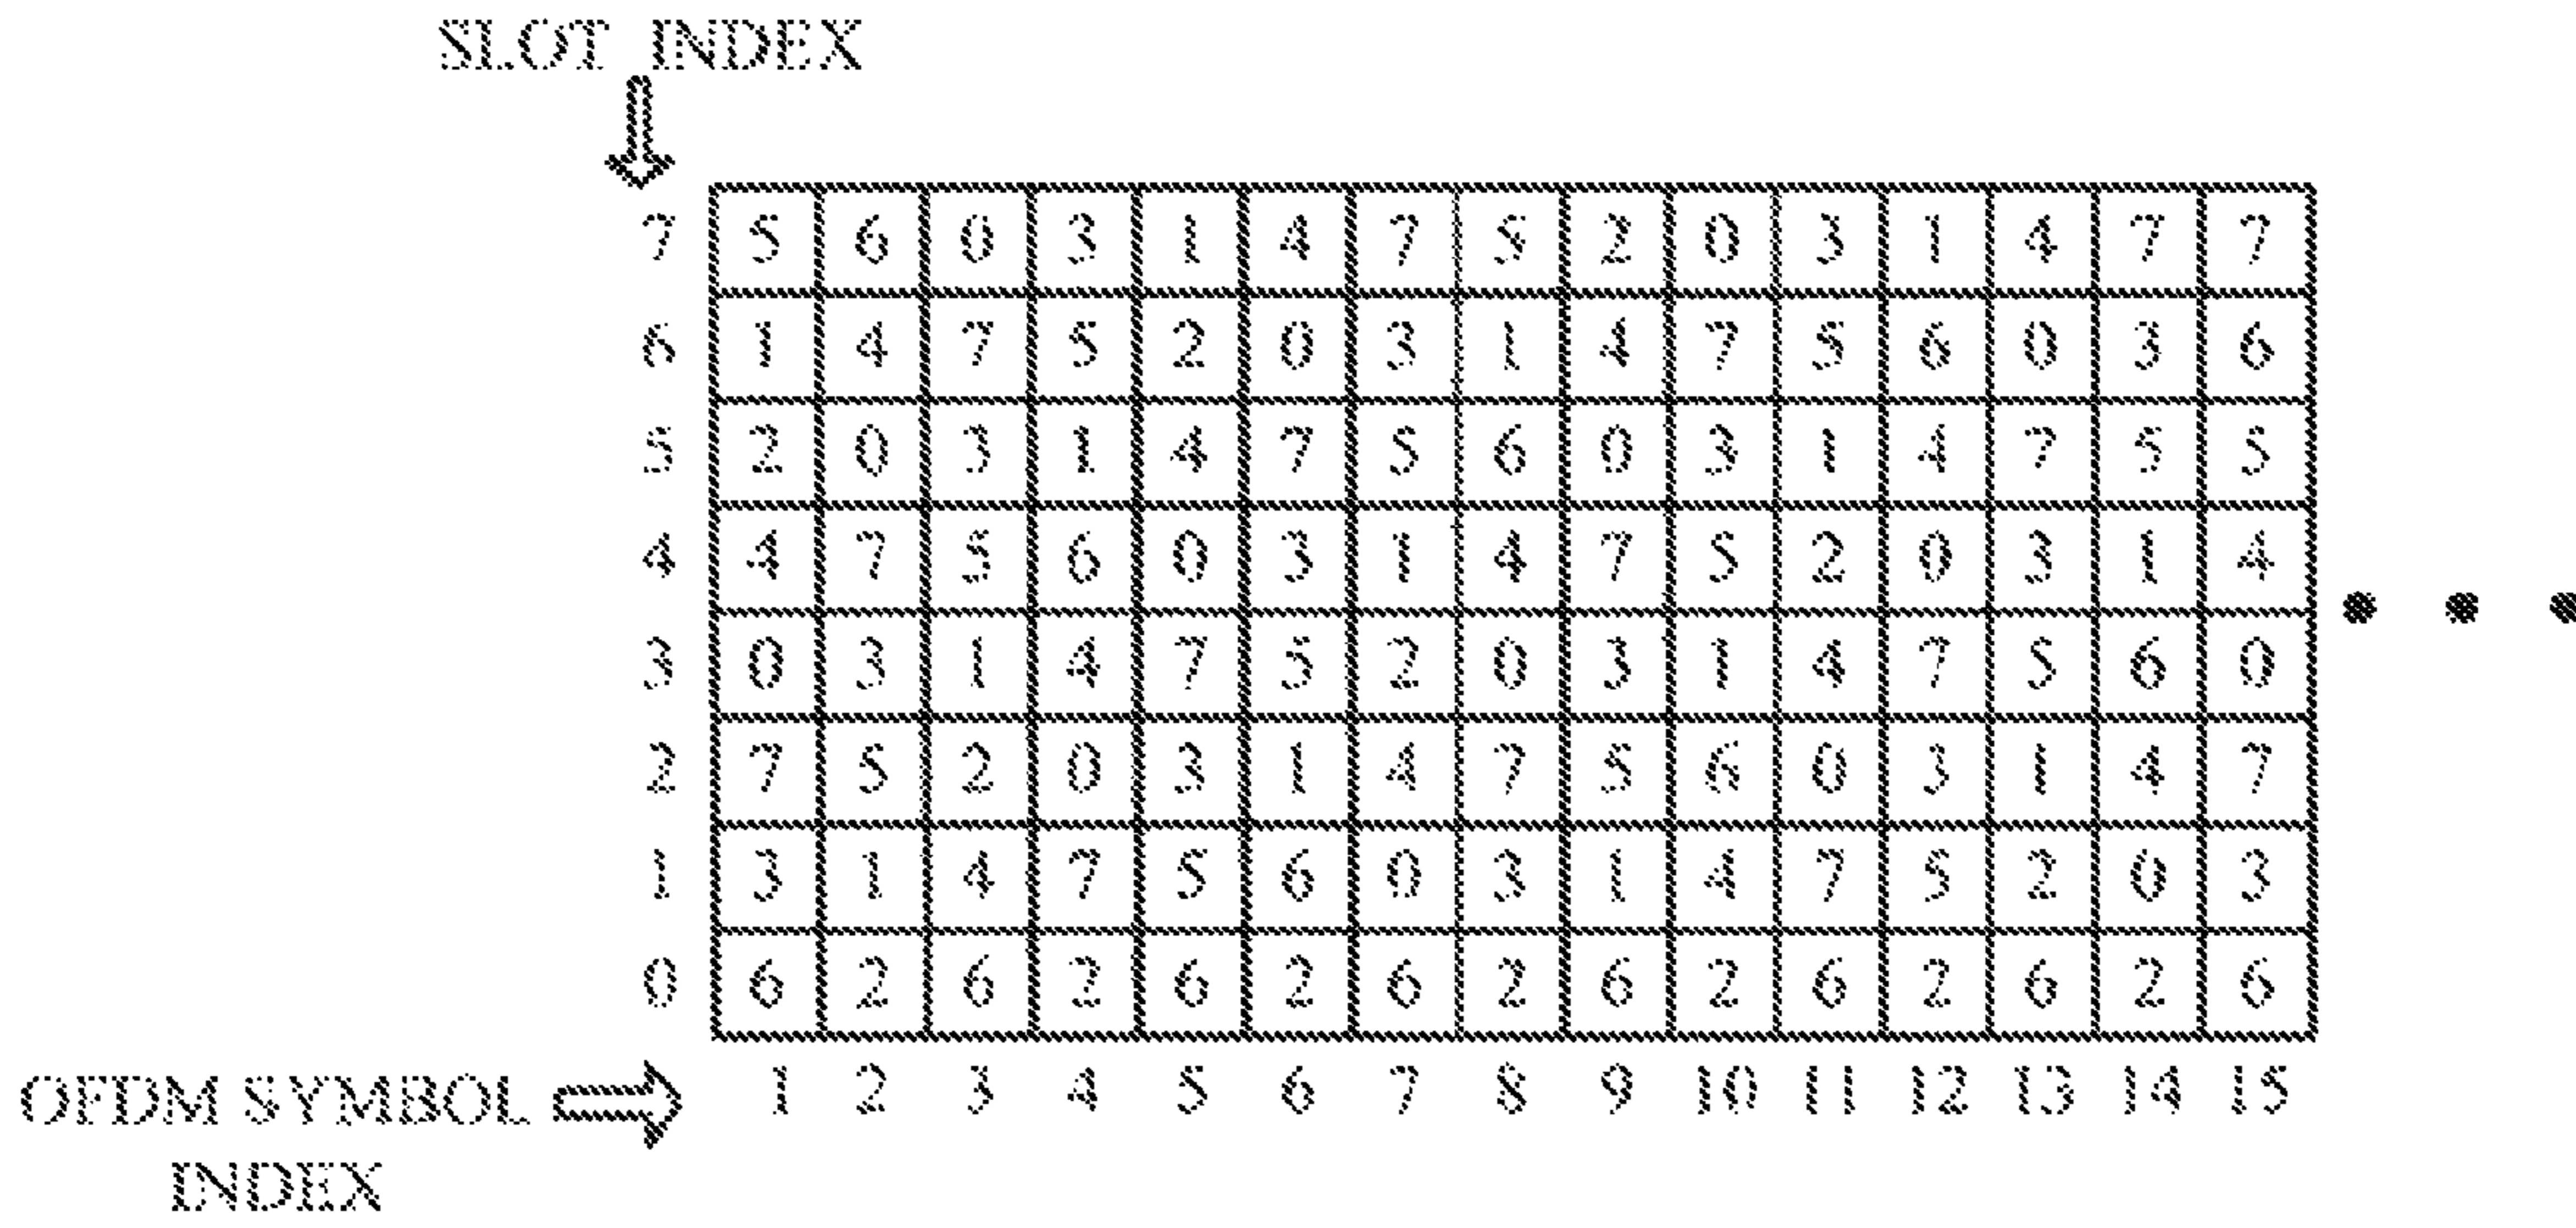 SLOT INDEX
7 5 6 0 3 1 4 7 5 2 0 3 1 4 7 7
6 1 4 7 5 2 0 3 1 4 7 5 6 0 3 6
5 2 0 3 1 4 7 5 6 0 3 1 4 7 5 5
4 4 7 5 6 0 3 1 4 7 5 2 0 3 1 4
3 0 3 1 4 7 5 2 0 3 1 4 7 5 6 0
2 7 5 2 0 3 1 4 7 5 6 0 3 1 4 7
1 3 1 4 7 5 6 0 3 1 4 7 5 2 0 3
0 6 2 6 2 6 2 6 2 6 2 6 2 6 2 6
OFDM SYMBOL 1 2 3 4 5 6 7 8 9 10 11 12 13 14 15
INDEX